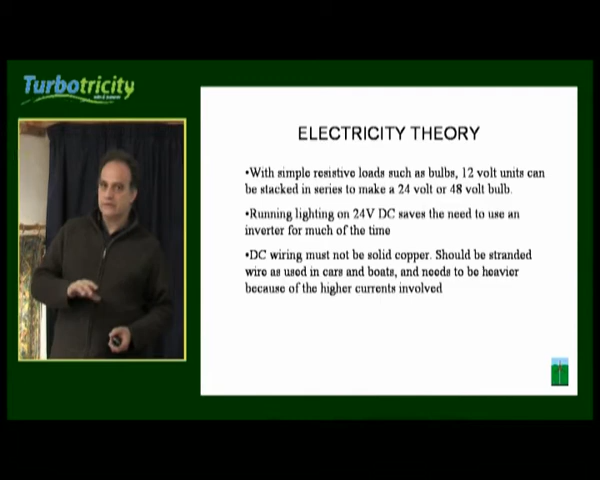 Turbotricity
ELECTRICITY THEORY
•With simple resistive loads such as bulbs, 12 volt units can
be stacked in series to make a 24 volt or 48 volt bulb.
•Running lighting on 24V DC saves the need to use an
inverter for much of the time
•DC wiring must not be solid copper. Should be stranded
wire as used in cars and boats, and needs to be heavier
because of the higher currents involved